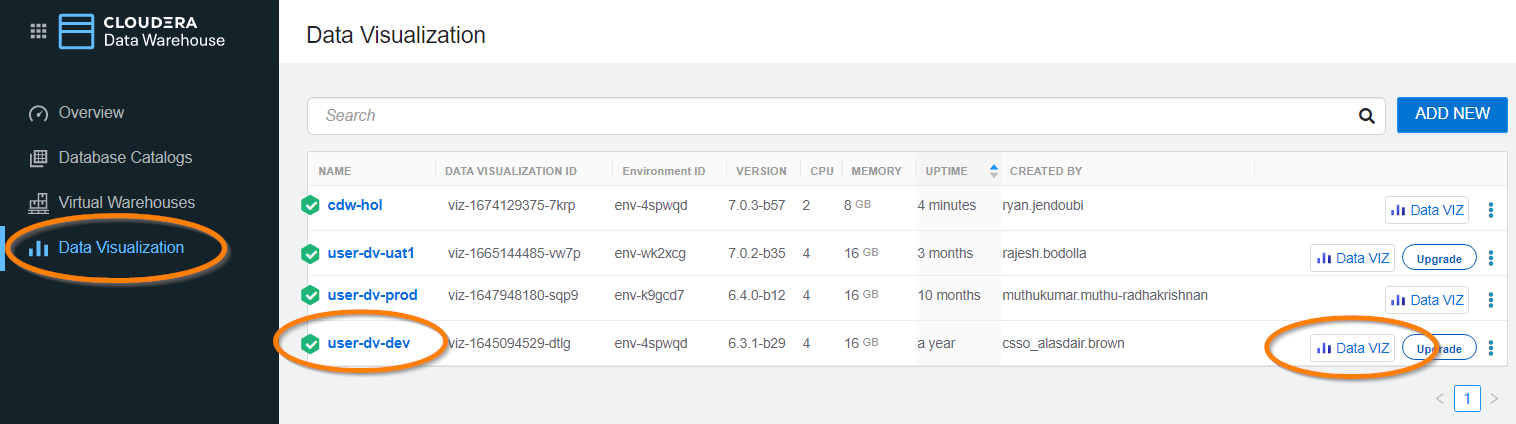 CLOUDERA
Data Warehouse
Overview
Database Catalogs
Virtual Warehouses
Data Visualization
Data Visualization
Search
ADD NEW
NAME DATA VISUALIZATION ID Environment ID VERSION CPU MEMORY UPTIME CREATED BY
cdw-hol viz-1674129375-7krp env-4spwqd 7.0.3-b57 2 8 GB 4 minutes ryan.jendoubi Data VIZ
user-dv-uat1 viz-1665144485-vw7p env-wk2xcg 7.0.2-b35 4 16 GB 3 months rajesh.bodolla Data VIZ Upgrade
user-dv-prod viz-1647948180-sqp9 env-k9gcd7 6.4.0-b12 4 16 GB 10 months muthukumar.muthu-radhakrishnan Data VIZ
user-dv-dev viz-1645094529-dtlg env-4spwqd 6.3.1-b29 4 16 GB a year csso_alasdair.brown Data VIZ Upgrade
< 1 >